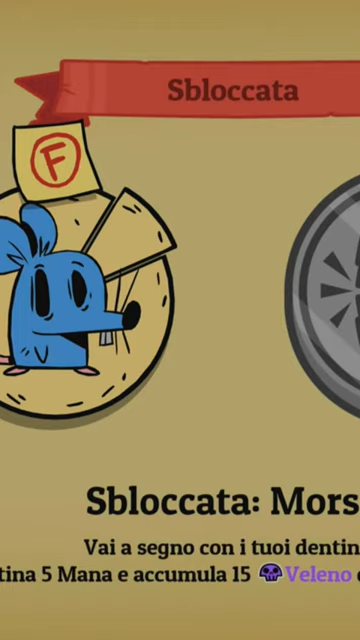 Sbloccata
F
Sbloccata: Mors
Vai a segno con i tuoi dentin
tina 5 Mana e accumula 15 Veleno